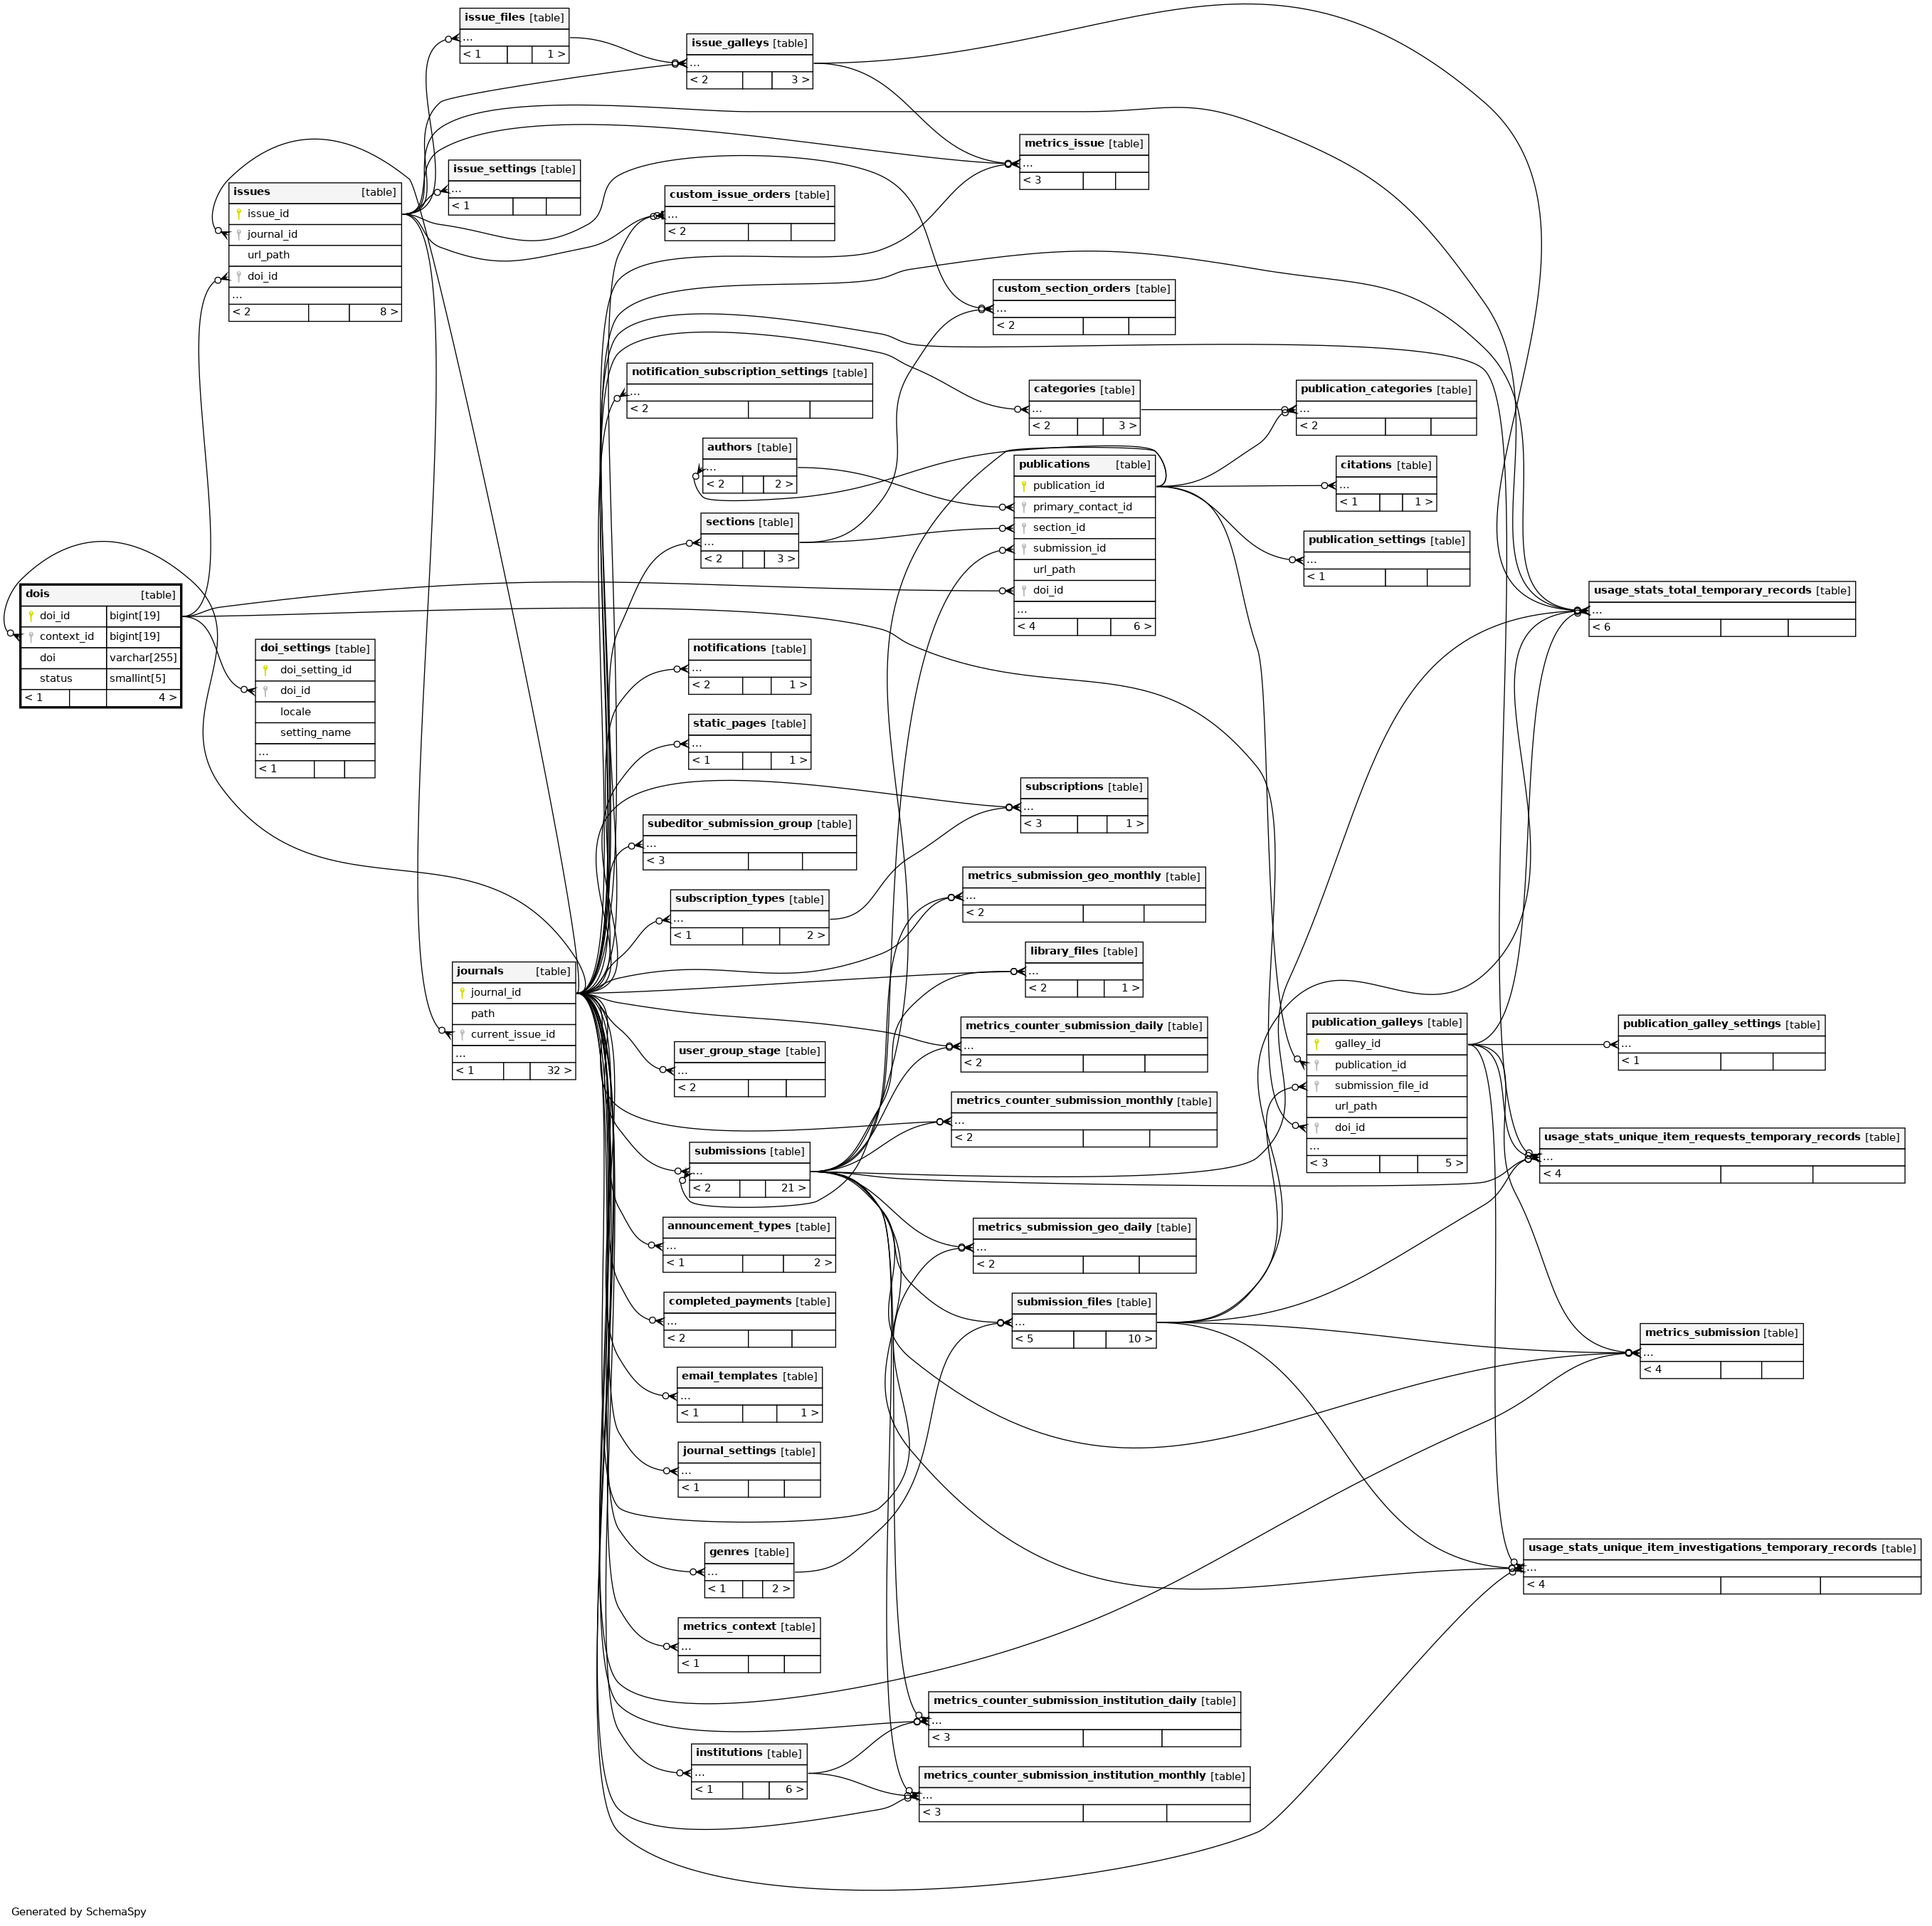 issue_files [table]
...
< 1 1 >
issue_galleys [table]
...
< 2 3 >
metrics_issue [table]
...
< 3
issue_settings [table]
...
< 1
issues [table]
issue_id
journal_id
url_path
doi_id
...
< 2 8 >
custom_issue_orders [table]
...
< 2
custom_section_orders [table]
...
< 2
notification_subscription_settings [table]
...
< 2
categories [table]
...
< 2 3 >
publication_categories [table]
...
< 2
authors [table]
...
< 2 2 >
publications [table]
publication_id
primary_contact_id
section_id
submission_id
url_path
doi_id
...
< 4 6 >
citations [table]
...
< 1 1 >
sections [table]
...
< 2 3 >
publication_settings [table]
...
< 1
dois [table]
doi_id bigint[19]
context_id bigint[19]
doi varchar[255]
status smallint[5]
< 1 4 >
usage_stats_total_temporary_records [table]
...
< 6
doi_settings [table]
doi_setting_id
doi_id
locale
setting_name
...
< 1
notifications [table]
...
< 2 1 >
static_pages [table]
...
< 1 1 >
subscriptions [table]
...
< 3 1 >
subeditor_submission_group [table]
...
< 3
metrics_submission_geo_monthly [table]
...
< 2
subscription_types [table]
...
< 1 2 >
library_files [table]
...
< 2 1 >
journals [table]
journal_id
path
current_issue_id
...
< 1 32 >
metrics_counter_submission_daily [table]
...
< 2
publication_galleys [table]
galley_id
publication_id
submission_file_id
url_path
doi_id
...
< 3 5 >
publication_galley_settings [table]
...
< 1
user_group_stage [table]
...
< 2
metrics_counter_submission_monthly [table]
...
< 2
submissions [table]
...
< 2 21 >
usage_stats_unique_item_requests_temporary_records [table]
...
< 4
announcement_types [table]
...
< 1 2 >
metrics_submission_geo_daily [table]
...
< 2
completed_payments [table]
...
< 2
submission_files [table]
...
< 5 10 >
metrics_submission [table]
...
< 4
email_templates [table]
...
< 1 1 >
journal_settings [table]
...
< 1
genres [table]
...
< 1 2 >
usage_stats_unique_item_investigations_temporary_records [table]
...
< 4
metrics_context [table]
...
< 1
metrics_counter_submission_institution_daily [table]
...
< 3
institutions [table]
...
< 1 6 >
metrics_counter_submission_institution_monthly [table]
...
< 3
Generated by SchemaSpy